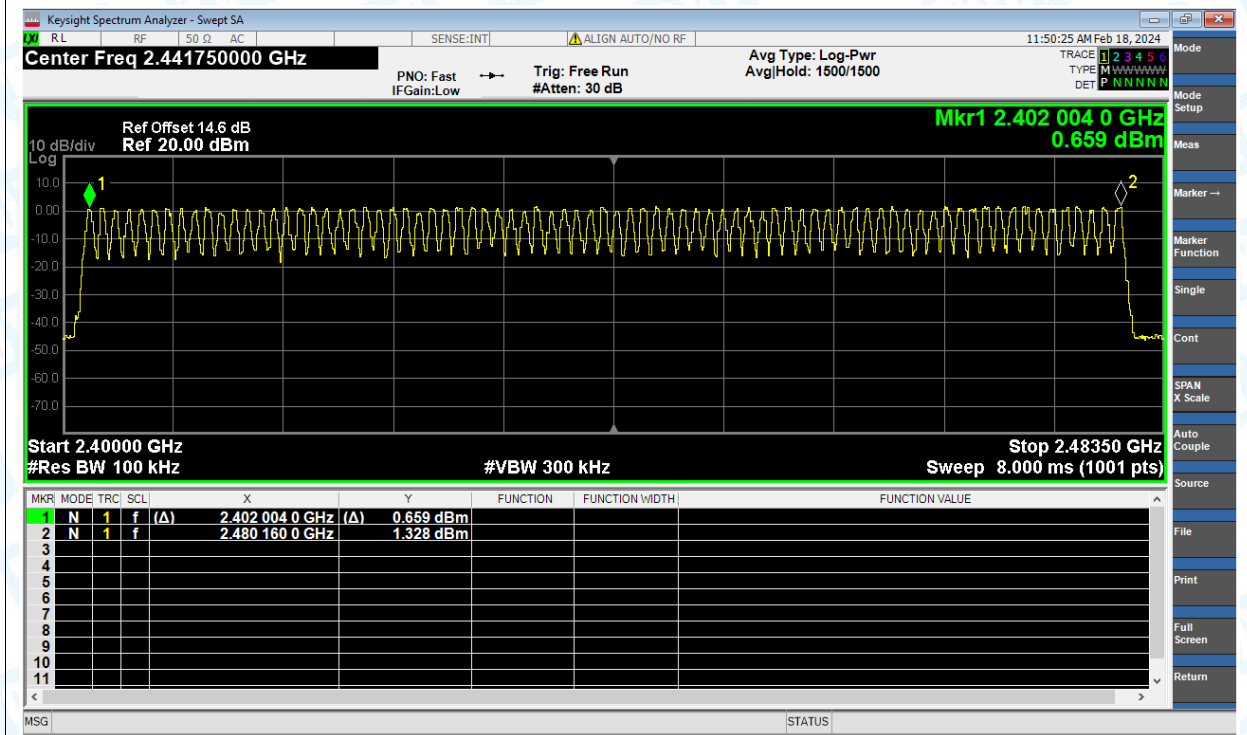 Keysight Spectrum Analyzer - Swept SA
LXI RL RF 50 Ω AC SENSE:INT ALIGN AUTO/NO RF 11:50:25 AM Feb 18, 2024
Center Freq 2.441750000 GHz
PNO: Fast
IFGain:Low
Trig: Free Run
#Atten: 30 dB
Avg Type: Log-Pwr
Avg|Hold: 1500/1500
TRACE 1 2 3 4 5 6
TYPE M WWWWW
DET P N N N N N
Ref Offset 14.6 dB
10 dB/div Ref 20.00 dBm
Log
Mkr1 2.402 004 0 GHz
0.659 dBm
10.0
0.00
-10.0
-20.0
-30.0
-40.0
-50.0
-60.0
-70.0
1
2
Start 2.40000 GHz Stop 2.48350 GHz
#Res BW 100 kHz #VBW 300 kHz Sweep 8.000 ms (1001 pts)
MKR MODE TRC SCL X Y FUNCTION FUNCTION WIDTH FUNCTION VALUE
1 N 1 f (Δ) 2.402 004 0 GHz (Δ) 0.659 dBm
2 N 1 f 2.480 160 0 GHz 1.328 dBm
3
4
5
6
7
8
9
10
11
MSG STATUS
Mode
Mode
Setup
Meas
Marker →
Marker
Function
Single
Cont
SPAN
X Scale
Auto
Couple
Source
File
Print
Full
Screen
Return